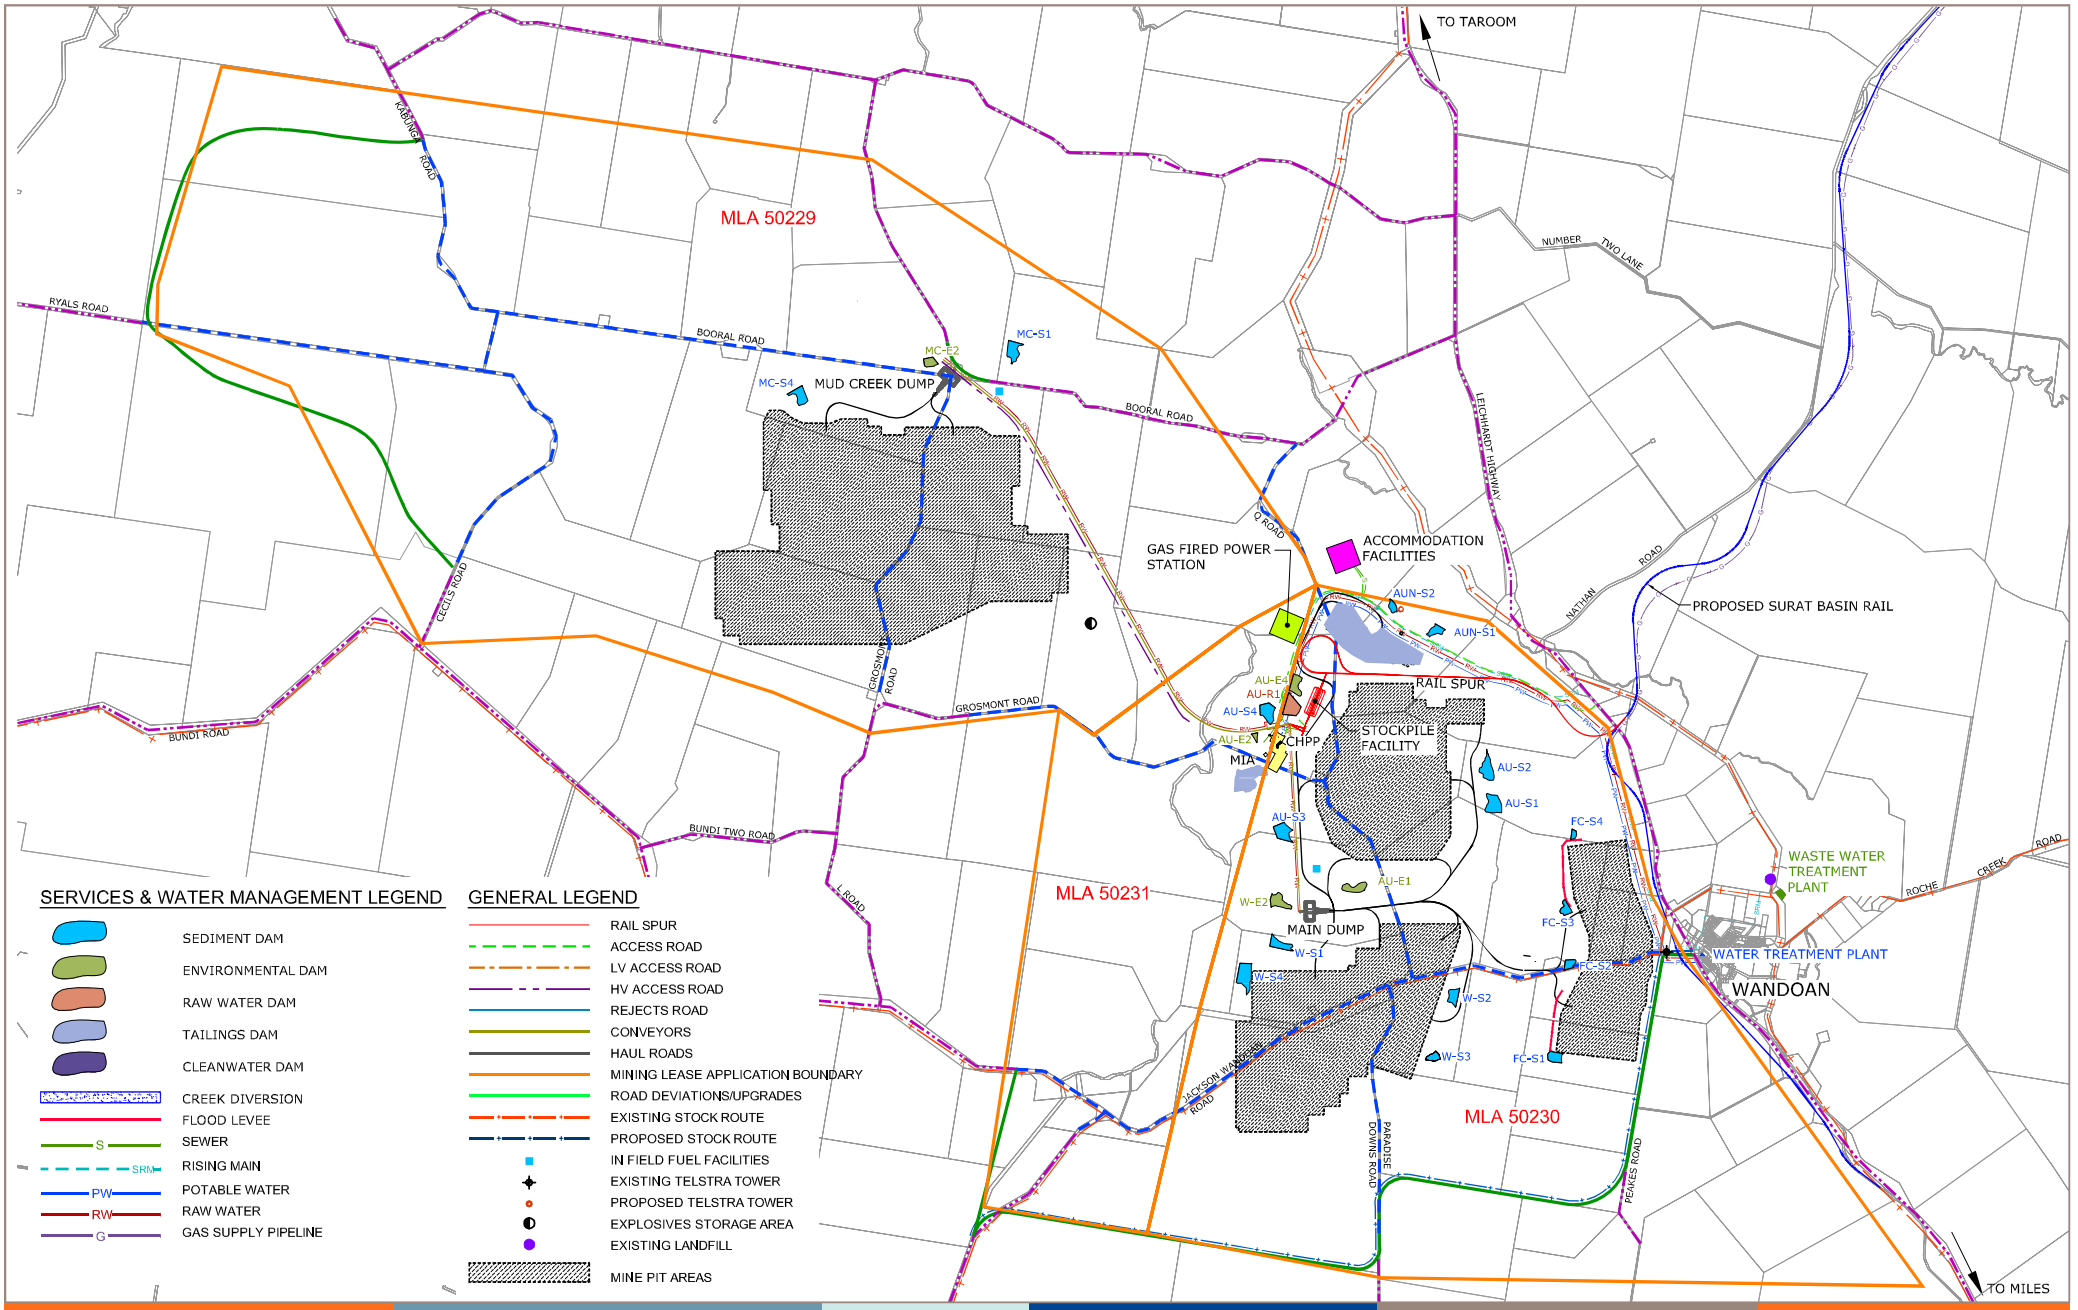 TO TAROOM
KABUNGA
ROAD
MLA 50229
NUMBER
TWO LANE
RYALS ROAD
BOORAL ROAD
MC-S1
MC-E2
MC-S4
MUD CREEK DUMP
BOORAL ROAD
LEICHHARDT HIGHWAY
Q ROAD
ACCOMMODATION
FACILITIES
GAS FIRED POWER
STATION
NATHAN
ROAD
CECILS ROAD
AUN-S2
PROPOSED SURAT BASIN RAIL
AUN-S1
GROSMONT
ROAD
AU-E4
RAIL SPUR
AU-R1
GROSMONT ROAD
AU-S4
BUNDI ROAD
AU-E2
CHPP
STOCKPILE
FACILITY
MIA
AU-S2
AU-S1
AU-S3
FC-S4
BUNDI TWO ROAD
ROAD
CREEK
ROCHE
WASTE WATER
TREATMENT
PLANT
L ROAD
MLA 50231
AU-E1
W-E2
SRM
MAIN DUMP
FC-S3
W-S1
WATER TREATMENT PLANT
FC-S2
W-S4
WANDOAN
W-S2
W-S3
FC-S1
JACKSON WANDOAN
ROAD
MLA 50230
PARADISE
DOWNS ROAD
PEAKES ROAD
TO MILES
SERVICES & WATER MANAGEMENT LEGEND
SEDIMENT DAM
ENVIRONMENTAL DAM
RAW WATER DAM
TAILINGS DAM
CLEANWATER DAM
CREEK DIVERSION
FLOOD LEVEE
S SEWER
SRM RISING MAIN
PW POTABLE WATER
RW RAW WATER
G GAS SUPPLY PIPELINE
GENERAL LEGEND
RAIL SPUR
ACCESS ROAD
LV ACCESS ROAD
HV ACCESS ROAD
REJECTS ROAD
CONVEYORS
HAUL ROADS
MINING LEASE APPLICATION BOUNDARY
ROAD DEVIATIONS/UPGRADES
EXISTING STOCK ROUTE
PROPOSED STOCK ROUTE
IN FIELD FUEL FACILITIES
EXISTING TELSTRA TOWER
PROPOSED TELSTRA TOWER
EXPLOSIVES STORAGE AREA
EXISTING LANDFILL
MINE PIT AREAS